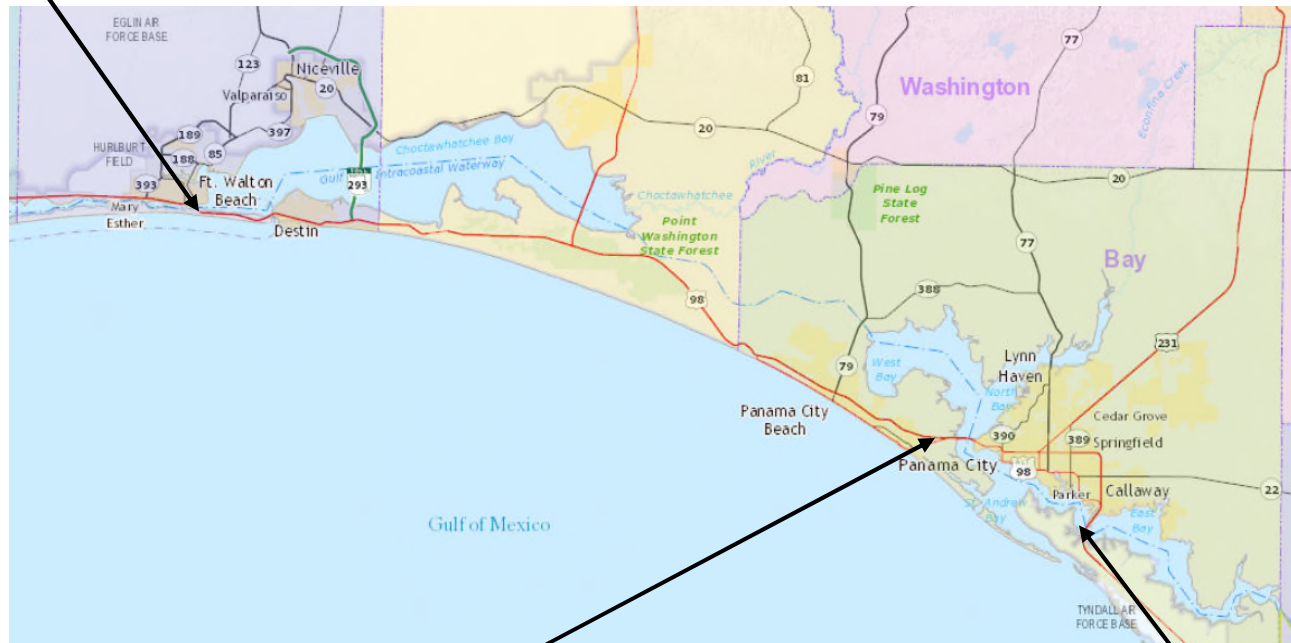 EGLIN AIR
FORCE BASE
123
Niceville
20
Valparaiso
189
397
HURLBURT
FIELD
188
85
393
Ft. Walton
Beach
Mary
Esther
Destin
293
Choctawhatchee Bay
Gulf Intracoastal Waterway
81
20
River
Choctawhatchee
Point
Washington
State Forest
98
77
79
Washington
Econfina Creek
77
20
Pine Log
State
Forest
77
Bay
388
231
79
West
Bay
Lynn
Haven
North
Bay
Panama City
Beach
390
Cedar Grove
389
Springfield
Panama City
98
Parker
Callaway
22
St. Andrew
Bay
East
Bay
Gulf of Mexico
TYNDALL AIR
FORCE BASE